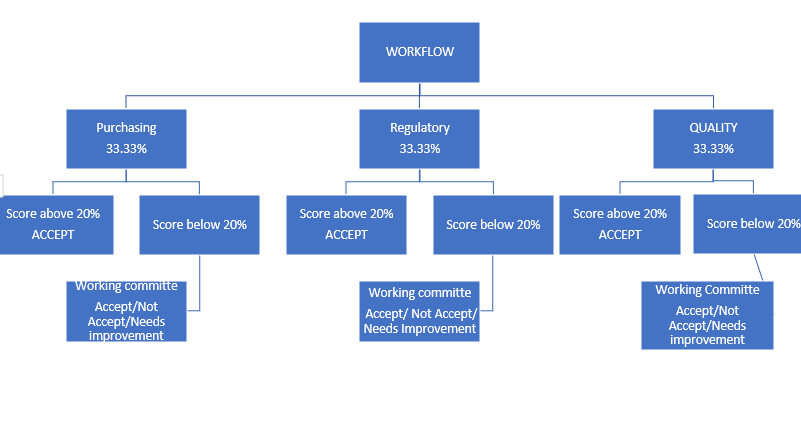 WORKFLOW
Purchasing
33.33%
Regulatory
33.33%
QUALITY
33.33%
Score above 20%
ACCEPT
Score below 20%
Score above 20%
ACCEPT
Score below 20%
Score above 20%
ACCEPT
Score below 20%
Working committe
Accept/Not
Accept/Needs
improvement
Working committe
Accept/ Not Accept/
Needs Improvement
Working Committe
Accept/Not
Accept/Needs
improvement